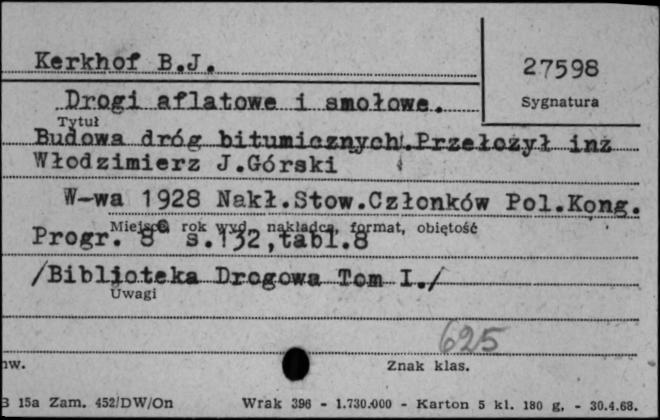 Kerkhof B.J.
27598
Sygnatura
Drogi aflatowe i smołowe.
Tytuł
Budowa dróg bitumicznych.Przełożył inż
Włodzimierz J.Górski
W-wa 1928 Nakł.Stow.Członków Pol.Kong.
Miejsce, rok wyd., nakładca, format, objętość
Progr. 8° s.132,tabl.8
/Biblioteka Drogowa Tom I./
Uwagi
625
nw.
Znak klas.
B 15a Zam. 452/DW/On
Wrak 396 - 1.730.000 - Karton 5 kl. 180 g. - 30.4.68.